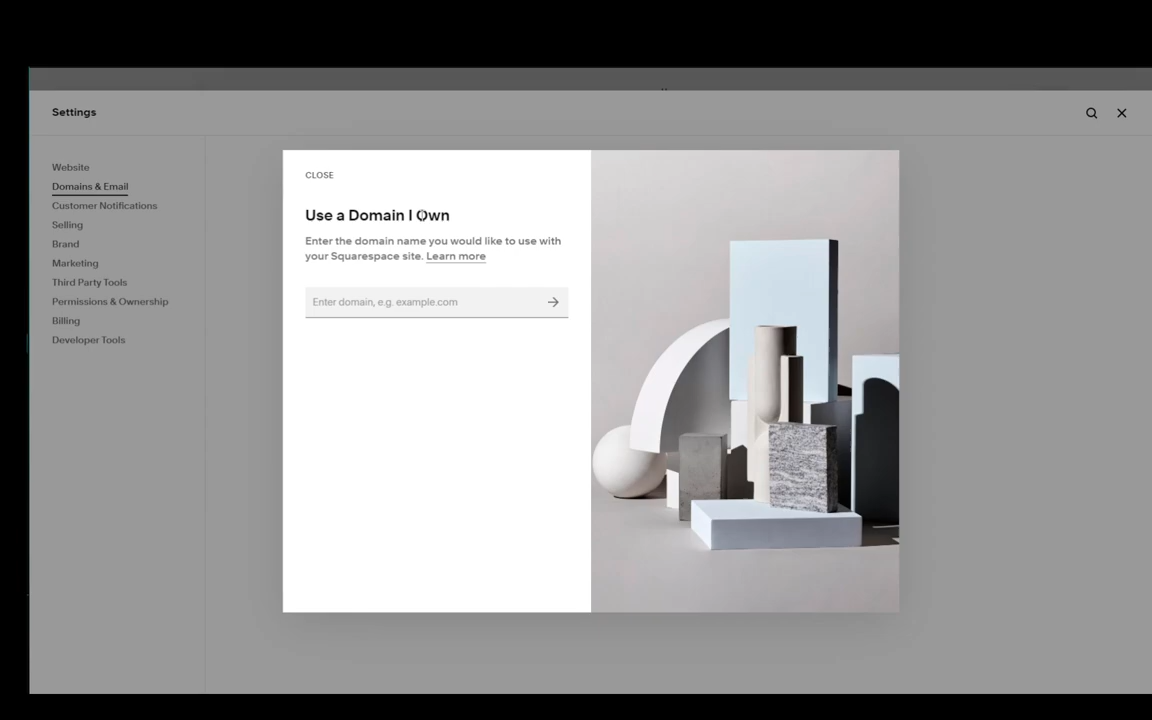 Settings
Website
Domains & Email
Customer Notifications
Selling
Brand
Marketing
Third Party Tools
Permissions & Ownership
Billing
Developer Tools
CLOSE
Use a Domain I Own
Enter the domain name you would like to use with
your Squarespace site. Learn more
Enter domain, e.g. example.com